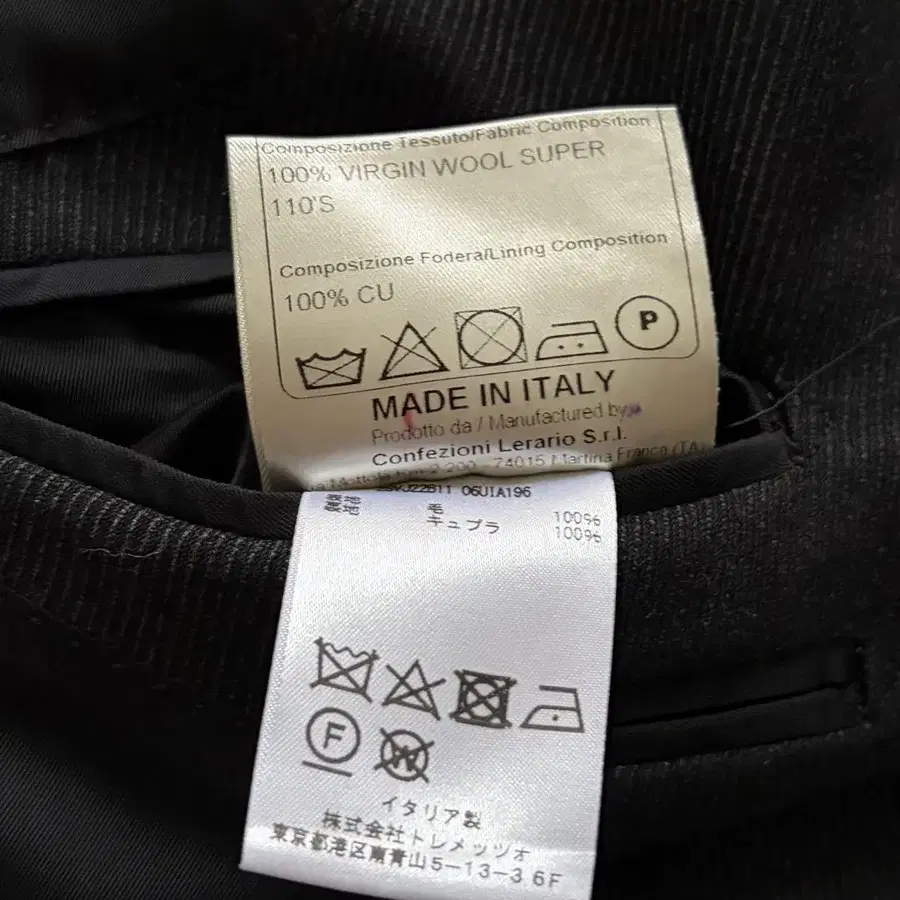 Composizione Tessuto/Fabric Composition
100% VIRGIN WOOL SUPER
110'S
Composizione Fodera/Lining Composition
100% CU
P
MADE IN ITALY
Prodotto da / Manufactured by
Confezioni Lerario S.r.l.
74015 Martina Franca (TA)
06UIA196
100%
キュプラ 100%
F
W
イタリア製
株式会社トレメッツォ
東京都港区南青山5-13-3 6F